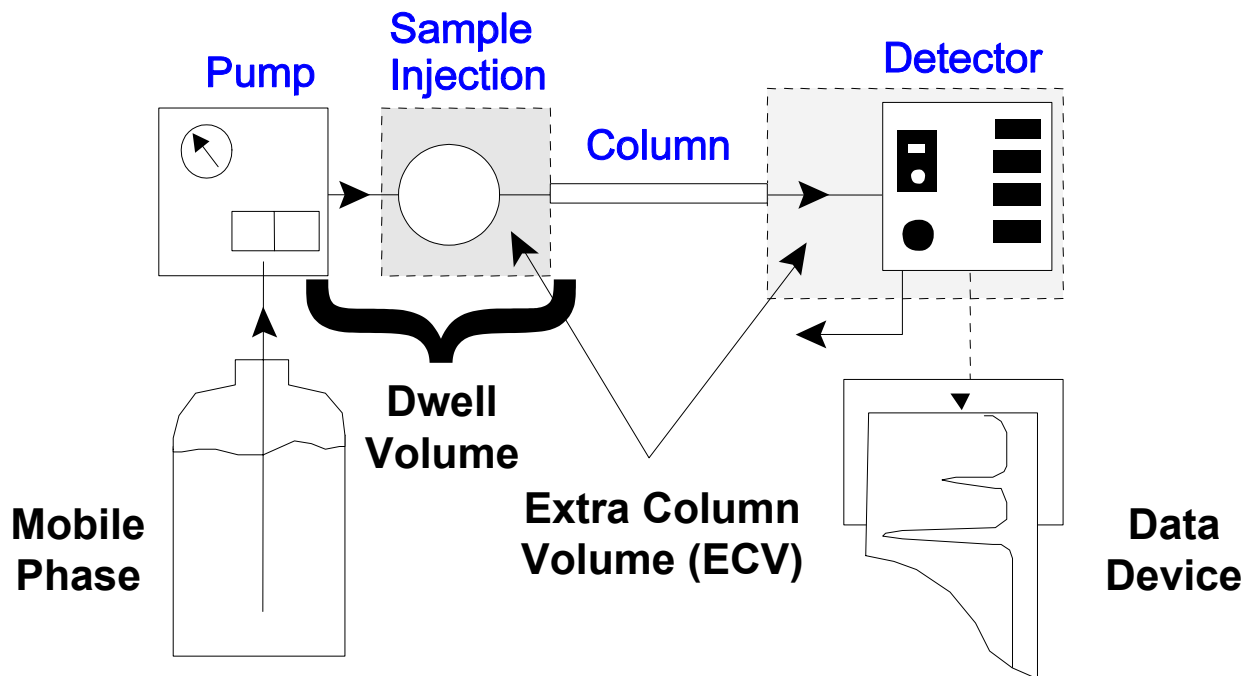 Sample
Injection
Pump
Detector
Column
Dwell
Volume
Extra Column
Volume (ECV)
Mobile
Phase
Data
Device